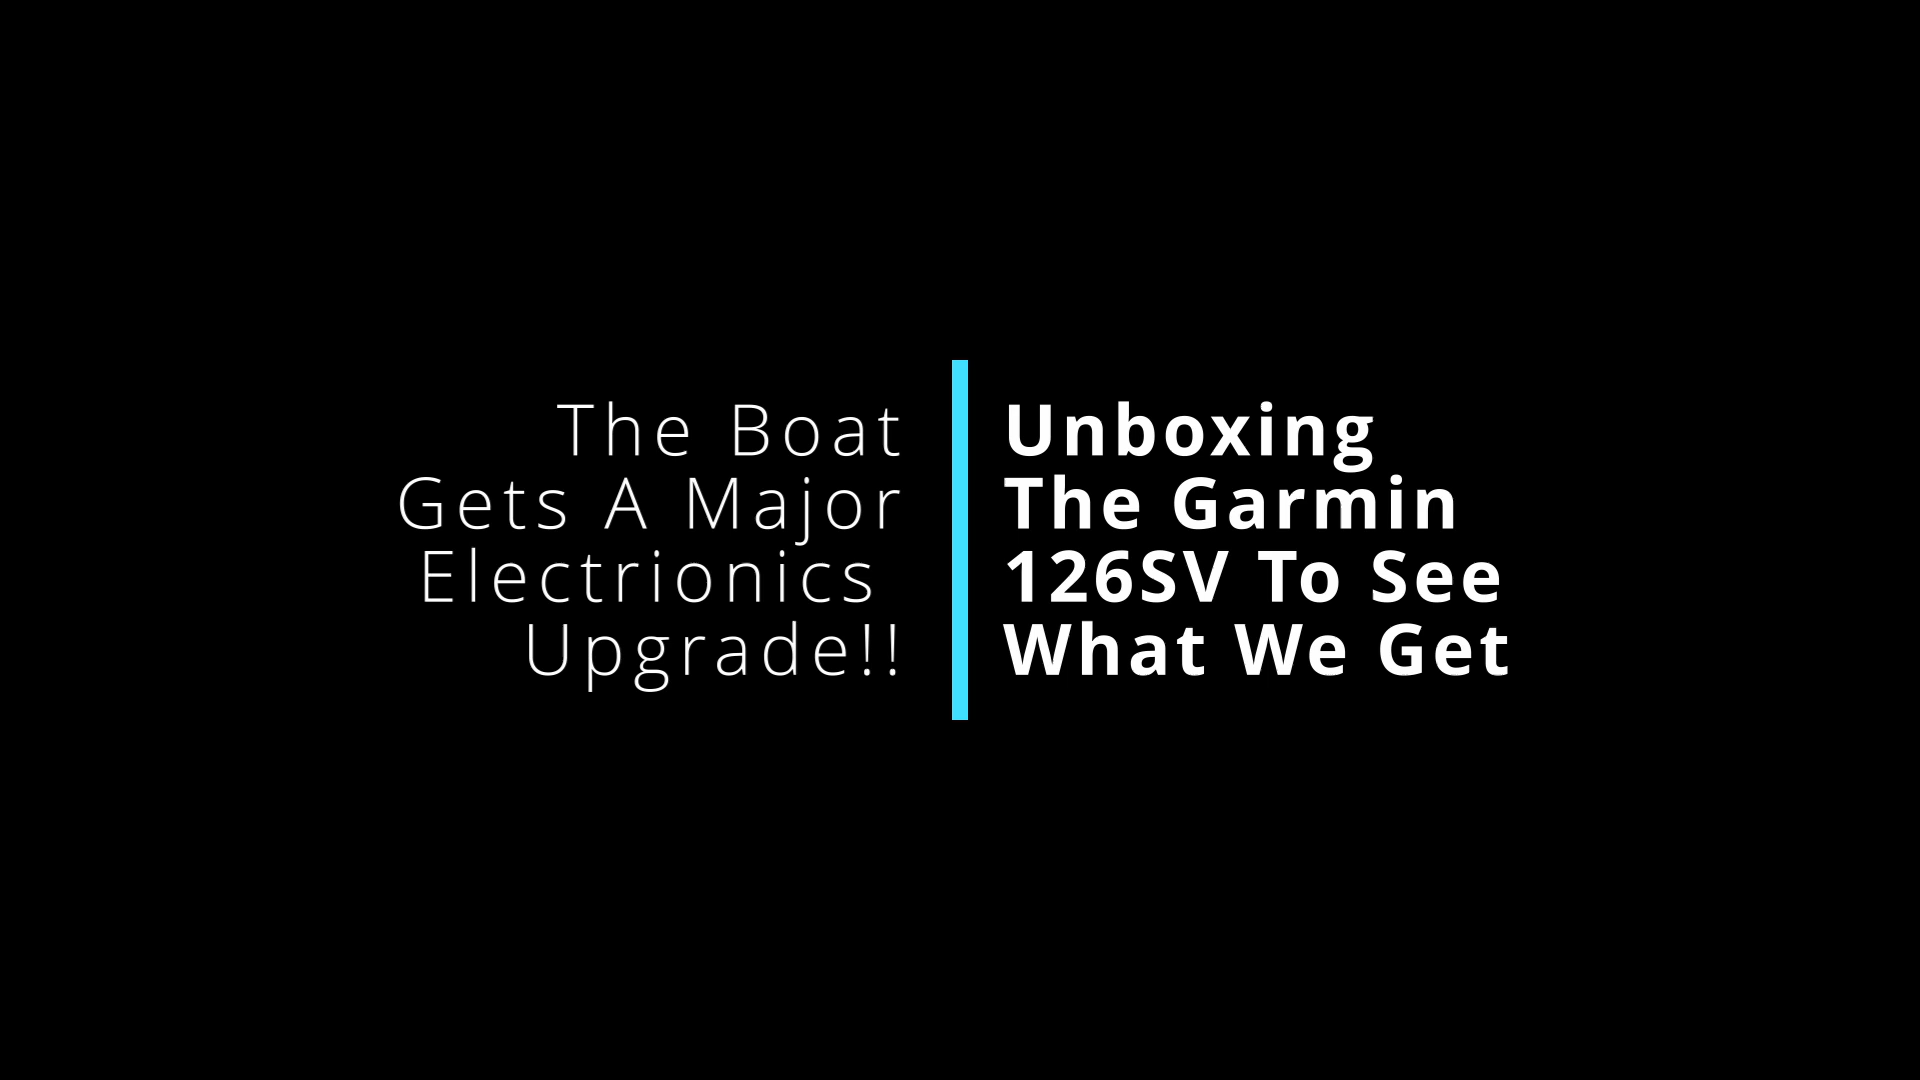 The Boat
Gets A Major
Electrionics
Upgrade!!
Unboxing
The Garmin
126SV To See
What We Get